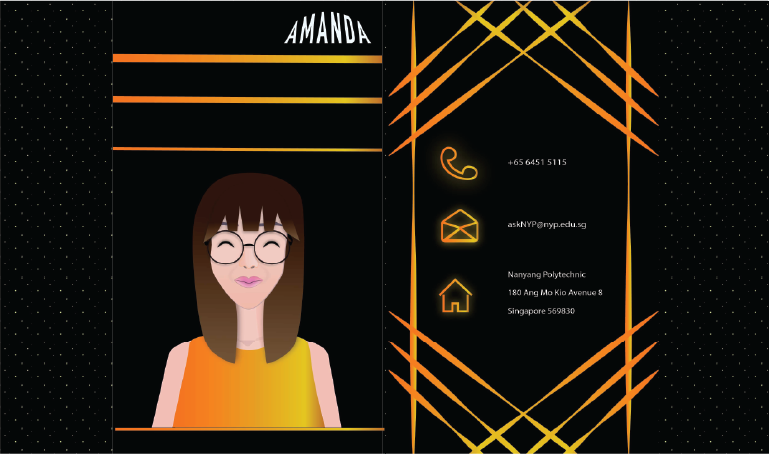 AMANDA
+65 6451 5115
askNYP@nyp.edu.sg
Nanyang Polytechnic
180 Ang Mo Kio Avenue 8
Singapore 569830